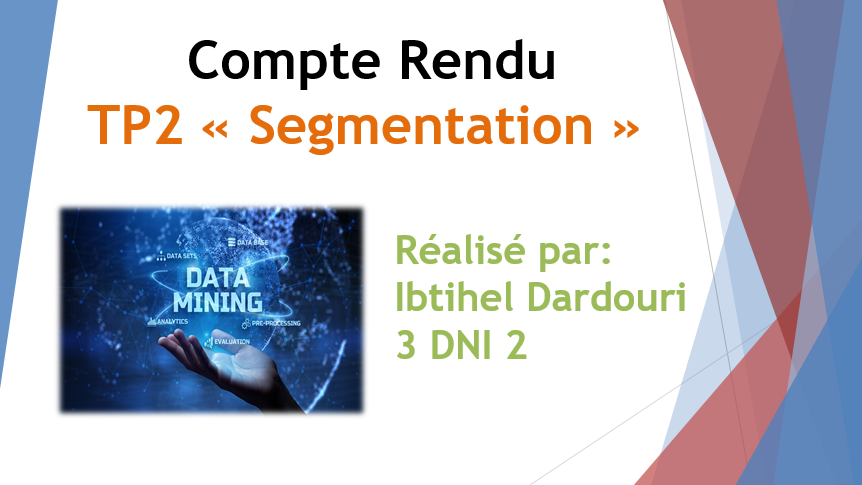 Compte Rendu
TP2 « Segmentation »
DATA BASE
DATA SETS
DATA
MINING
ANALYTICS
PRE-PROCESSING
EVALUATION
Réalisé par:
Ibtihel Dardouri
3 DNI 2